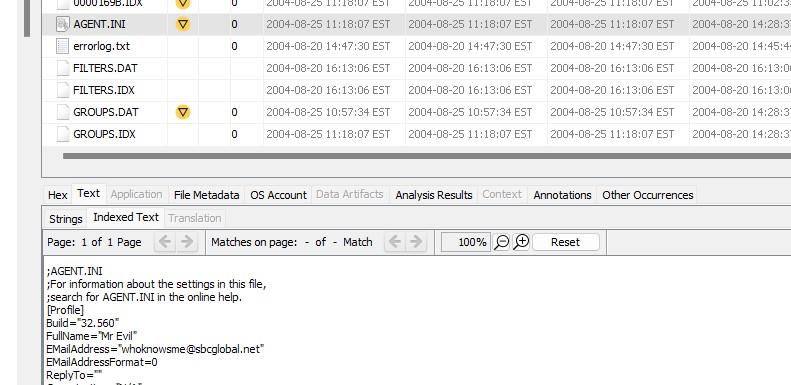 0000169B.IDX 0 2004-08-25 11:18:07 EST 2004-08-25 11:18:07 EST 2004-08-25 11:18:07 EST 2004-08-25 11:02:3
AGENT.INI 0 2004-08-25 11:18:07 EST 2004-08-25 11:18:07 EST 2004-08-25 11:18:07 EST 2004-08-20 14:28:37
errorlog.txt 0 2004-08-20 14:47:30 EST 2004-08-20 14:47:30 EST 2004-08-20 14:47:30 EST 2004-08-20 14:45:4
FILTERS.DAT 2004-08-20 16:13:06 EST 2004-08-20 16:13:06 EST 2004-08-20 16:13:06 EST 2004-08-20 16:13:0
FILTERS.IDX 2004-08-20 16:13:06 EST 2004-08-20 16:13:06 EST 2004-08-20 16:13:06 EST 2004-08-20 16:13:0
GROUPS.DAT 0 2004-08-25 10:57:34 EST 2004-08-25 10:57:34 EST 2004-08-25 10:57:34 EST 2004-08-20 14:28:3
GROUPS.IDX 0 2004-08-25 11:18:07 EST 2004-08-25 11:18:07 EST 2004-08-25 11:18:07 EST 2004-08-20 14:28:3
Hex Text Application File Metadata OS Account Data Artifacts Analysis Results Context Annotations Other Occurrences
Strings Indexed Text Translation
Page: 1 of 1 Page Matches on page: - of - Match 100% Reset
;AGENT.INI
;For information about the settings in this file,
;search for AGENT.INI in the online help.
[Profile]
Build="32.560"
FullName="Mr Evil"
EMailAddress="whoknowsme@sbcglobal.net"
EMailAddressFormat=0
ReplyTo=""